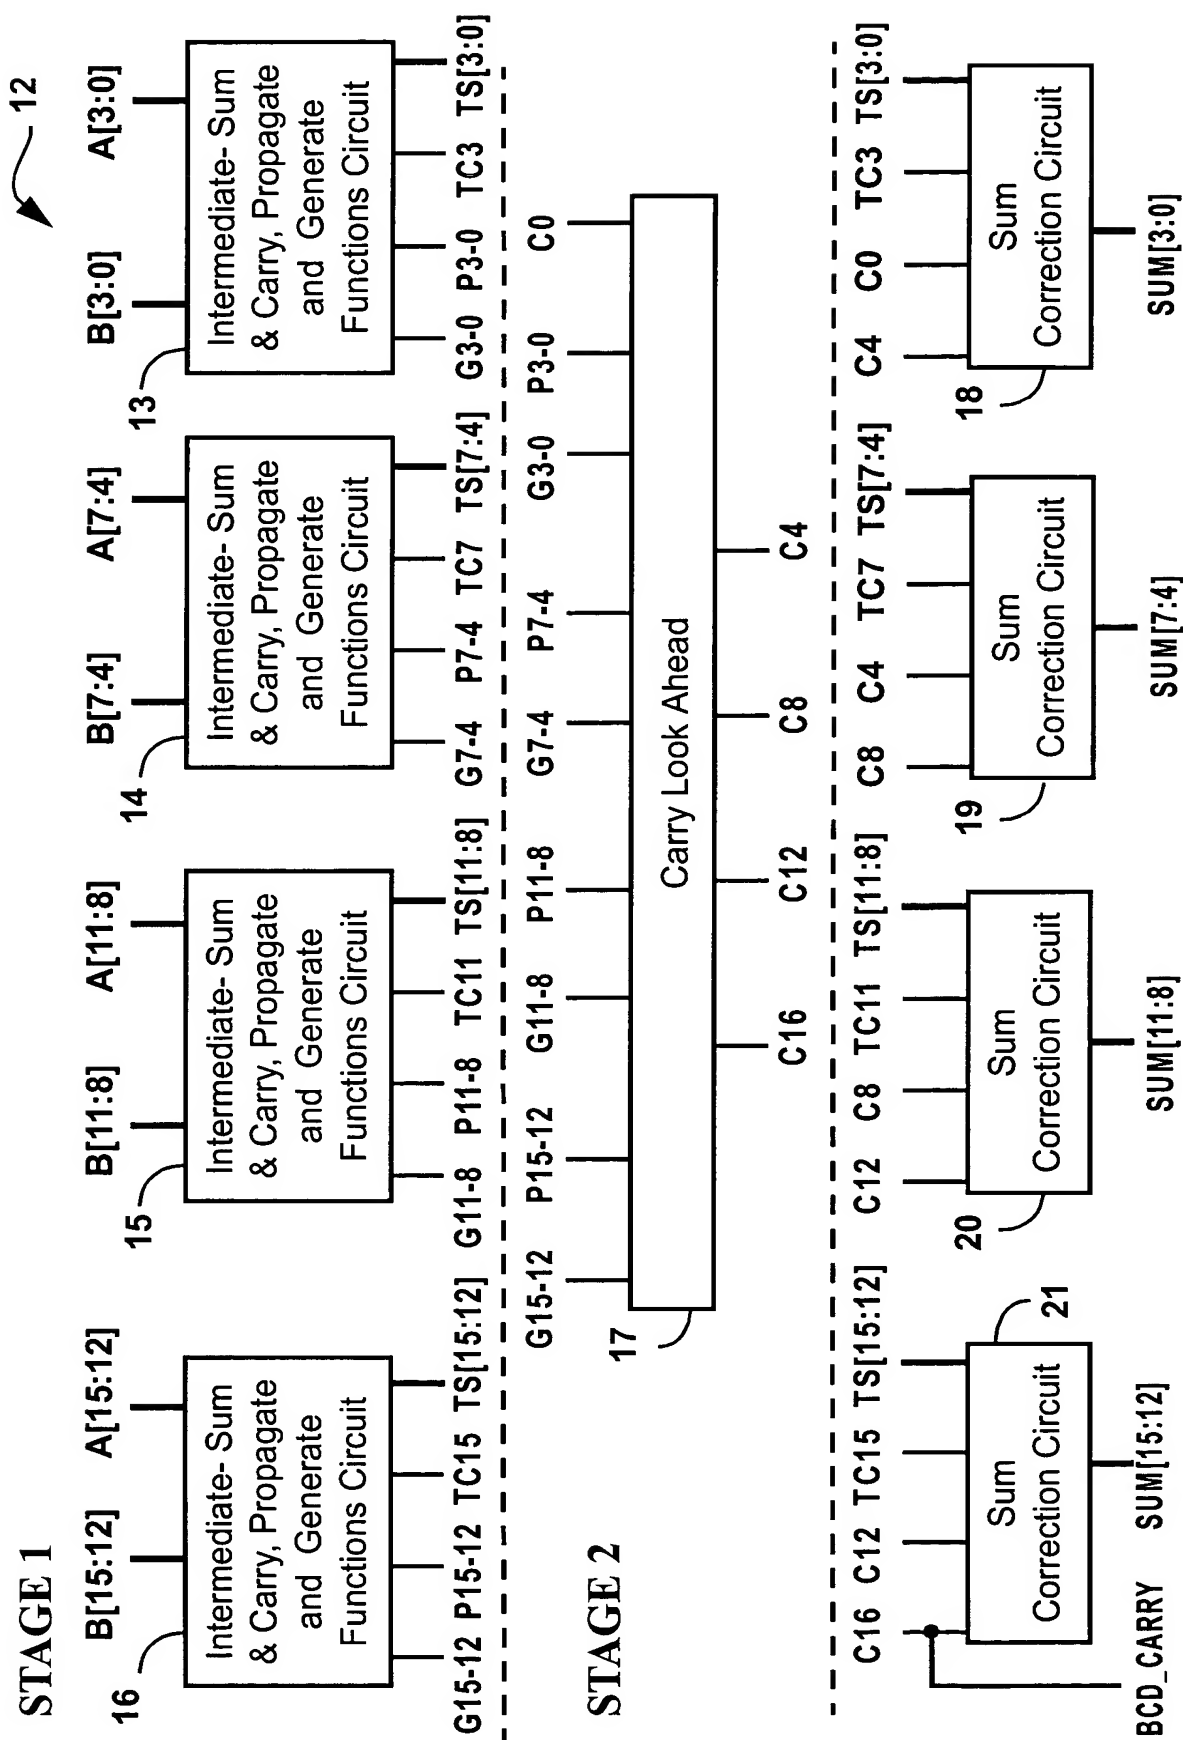 12
STAGE 1
B[15:12] A[15:12] B[11:8] A[11:8] B[7:4] A[7:4] B[3:0] A[3:0]
16
Intermediate- Sum
& Carry, Propagate
and Generate
Functions Circuit
15
Intermediate- Sum
& Carry, Propagate
and Generate
Functions Circuit
14
Intermediate- Sum
& Carry, Propagate
and Generate
Functions Circuit
13
Intermediate- Sum
& Carry, Propagate
and Generate
Functions Circuit
G15-12 P15-12 TC15 TS[15:12] G11-8 P11-8 TC11 TS[11:8] G7-4 P7-4 TC7 TS[7:4] G3-0 P3-0 TC3 TS[3:0]
STAGE 2
G15-12 P15-12 G11-8 P11-8 G7-4 P7-4 G3-0 P3-0 C0
17
Carry Look Ahead
C16 C12 C8 C4
C16 C12 TC15 TS[15:12] C12 C8 TC11 TS[11:8] C8 C4 TC7 TS[7:4] C4 C0 TC3 TS[3:0]
21
Sum
Correction Circuit
20
Sum
Correction Circuit
19
Sum
Correction Circuit
18
Sum
Correction Circuit
BCD_CARRY SUM[15:12] SUM[11:8] SUM[7:4] SUM[3:0]